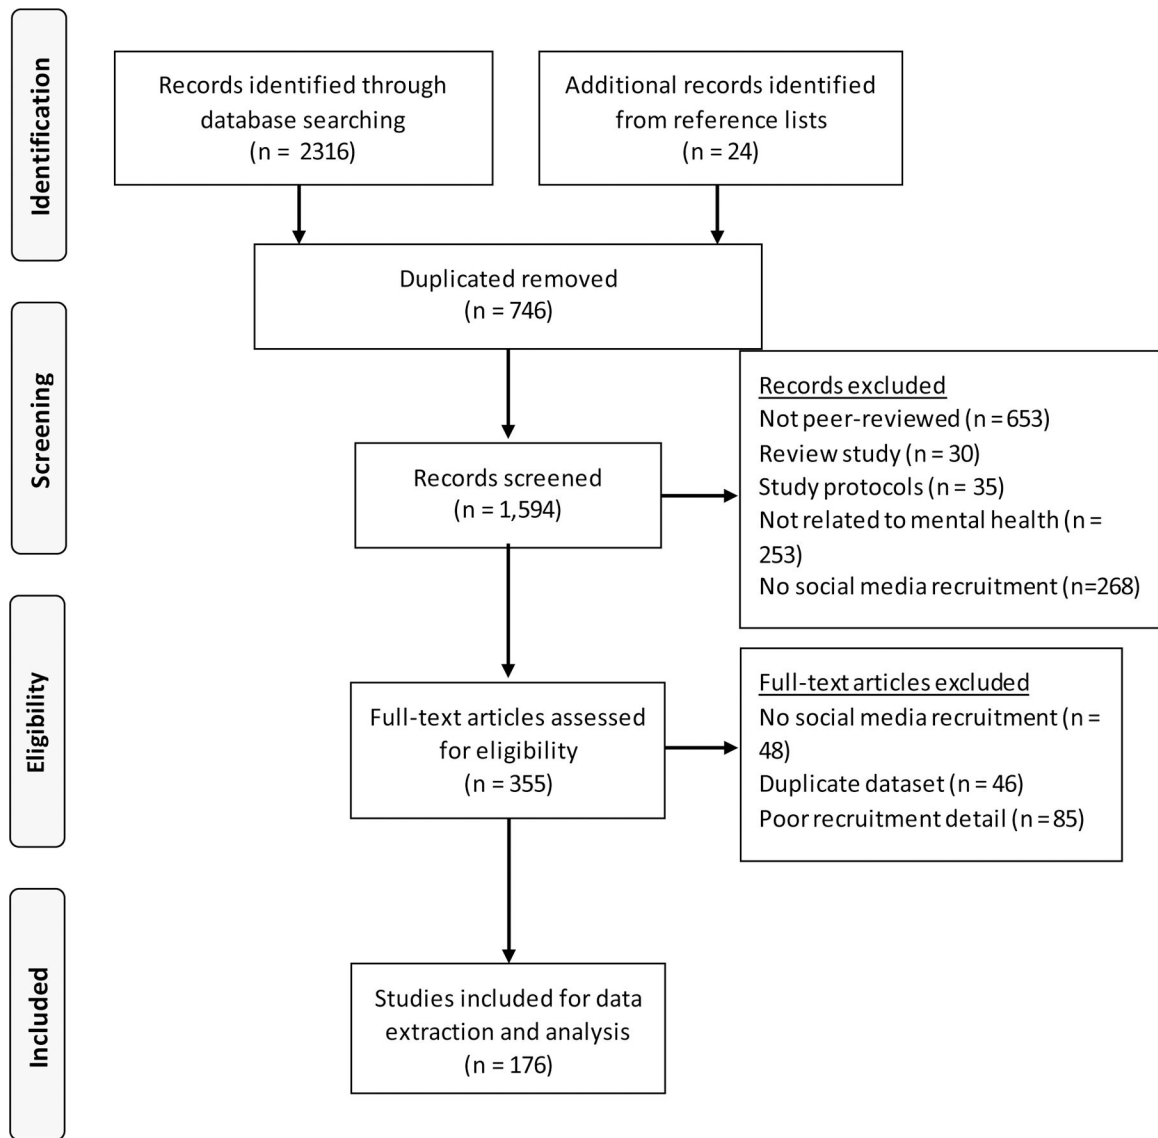 Identification
Records identified through
database searching
(n = 2316)
Additional records identified
from reference lists
(n = 24)
Duplicated removed
(n = 746)
Screening
Records screened
(n = 1,594)
Records excluded
Not peer-reviewed (n = 653)
Review study (n = 30)
Study protocols (n = 35)
Not related to mental health (n =
253)
No social media recruitment (n=268)
Eligibility
Full-text articles assessed
for eligibility
(n = 355)
Full-text articles excluded
No social media recruitment (n =
48)
Duplicate dataset (n = 46)
Poor recruitment detail (n = 85)
Included
Studies included for data
extraction and analysis
(n = 176)